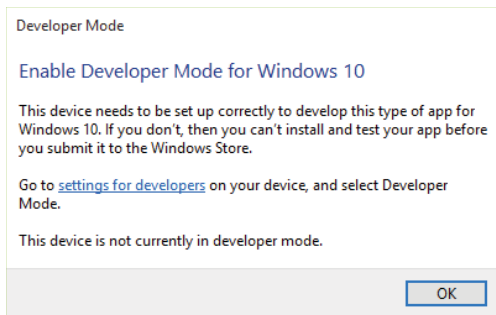 Developer Mode
Enable Developer Mode for Windows 10
This device needs to be set up correctly to develop this type of app for
Windows 10. If you don't, then you can't install and test your app before
you submit it to the Windows Store.
Go to settings for developers on your device, and select Developer
Mode.
This device is not currently in developer mode.
OK